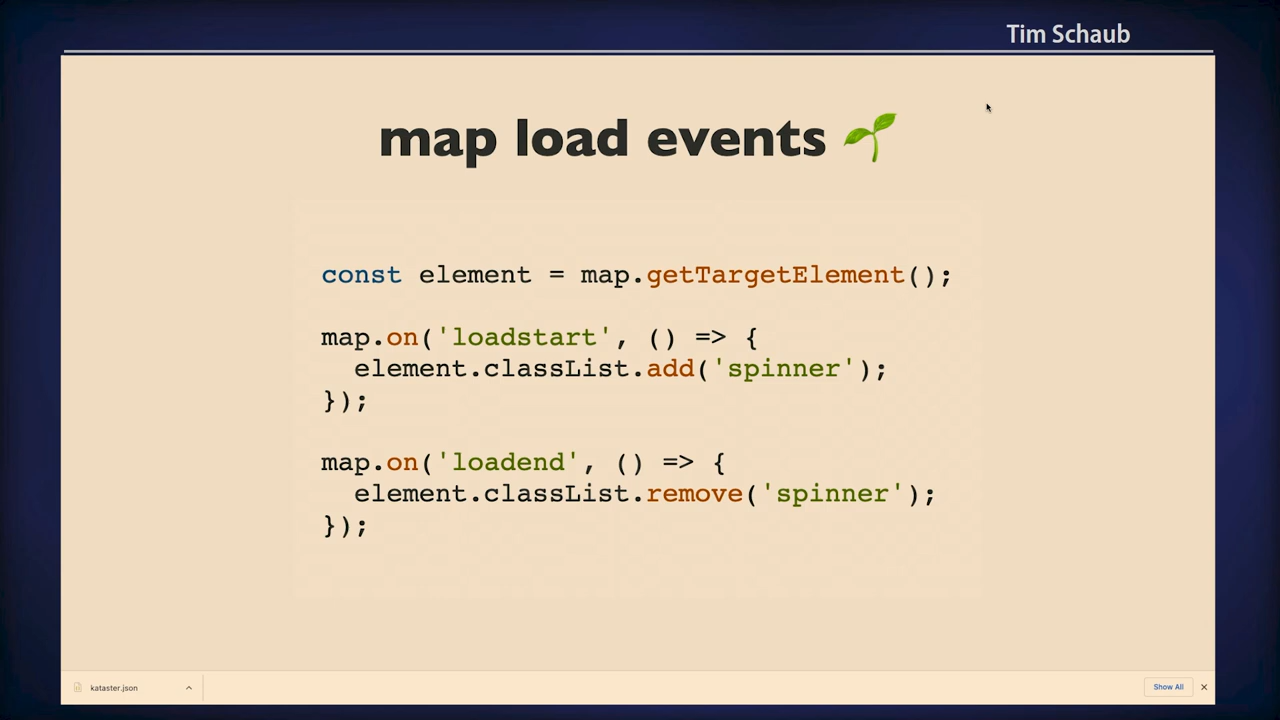 Tim Schaub
map load events 🌱
const element = map.getTargetElement();
map.on('loadstart', () => {
  element.classList.add('spinner');
});
map.on('loadend', () => {
  element.classList.remove('spinner');
});
kataster.json
Show All